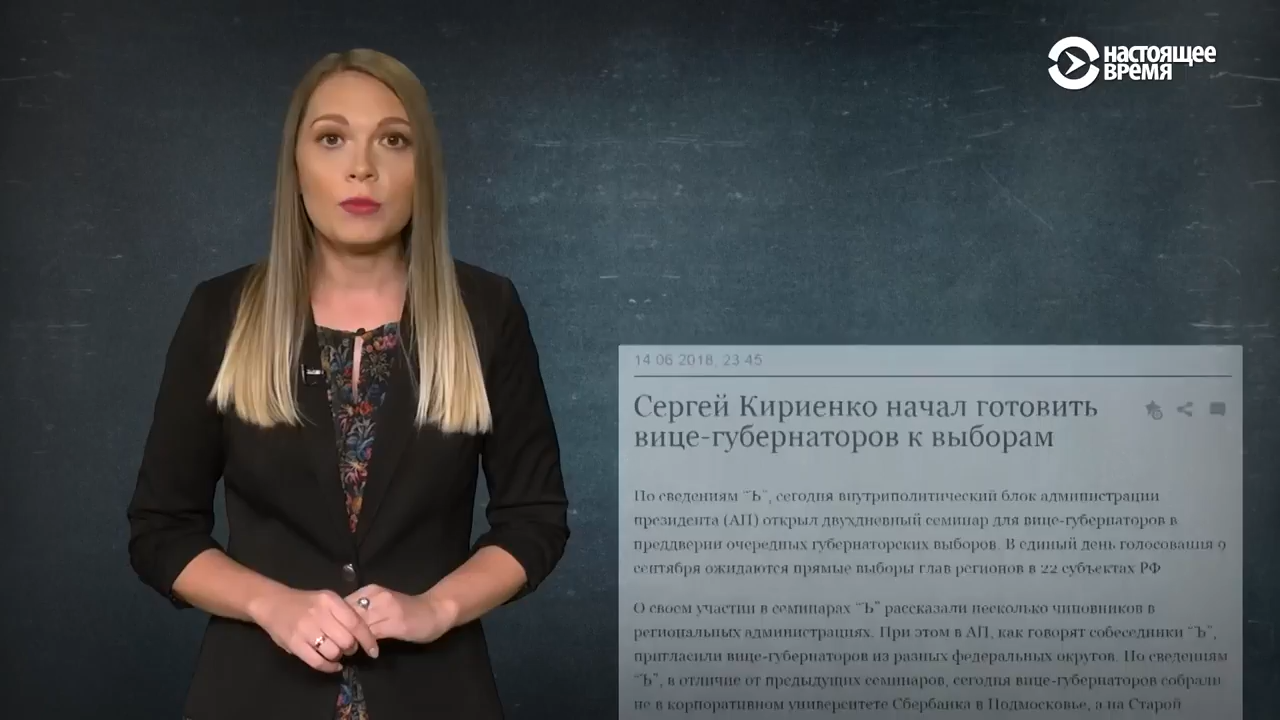 НАСТОЯЩЕЕ
ВРЕМЯ
14 06 2018, 23 45
Сергей Кириенко начал готовить
вице-губернаторов к выборам
По сведениям “Ъ”, сегодня внутриполитический блок администрации
президента (АП) открыл двухдневный семинар для вице-губернаторов в
преддверии очередных губернаторских выборов. В единый день голосования 9
сентября ожидаются прямые выборы глав регионов в 22 субъектах РФ
О своем участии в семинарах “Ъ” рассказали несколько чиновников в
региональных администрациях. При этом в АП, как говорят собеседники “Ъ”,
пригласили вице-губернаторов из разных федеральных округов. По сведениям
“Ъ”, в отличие от предыдущих семинаров, сегодня вице-губернаторов собрали
не в корпоративном университете Сбербанка в Подмосковье, а на Старой